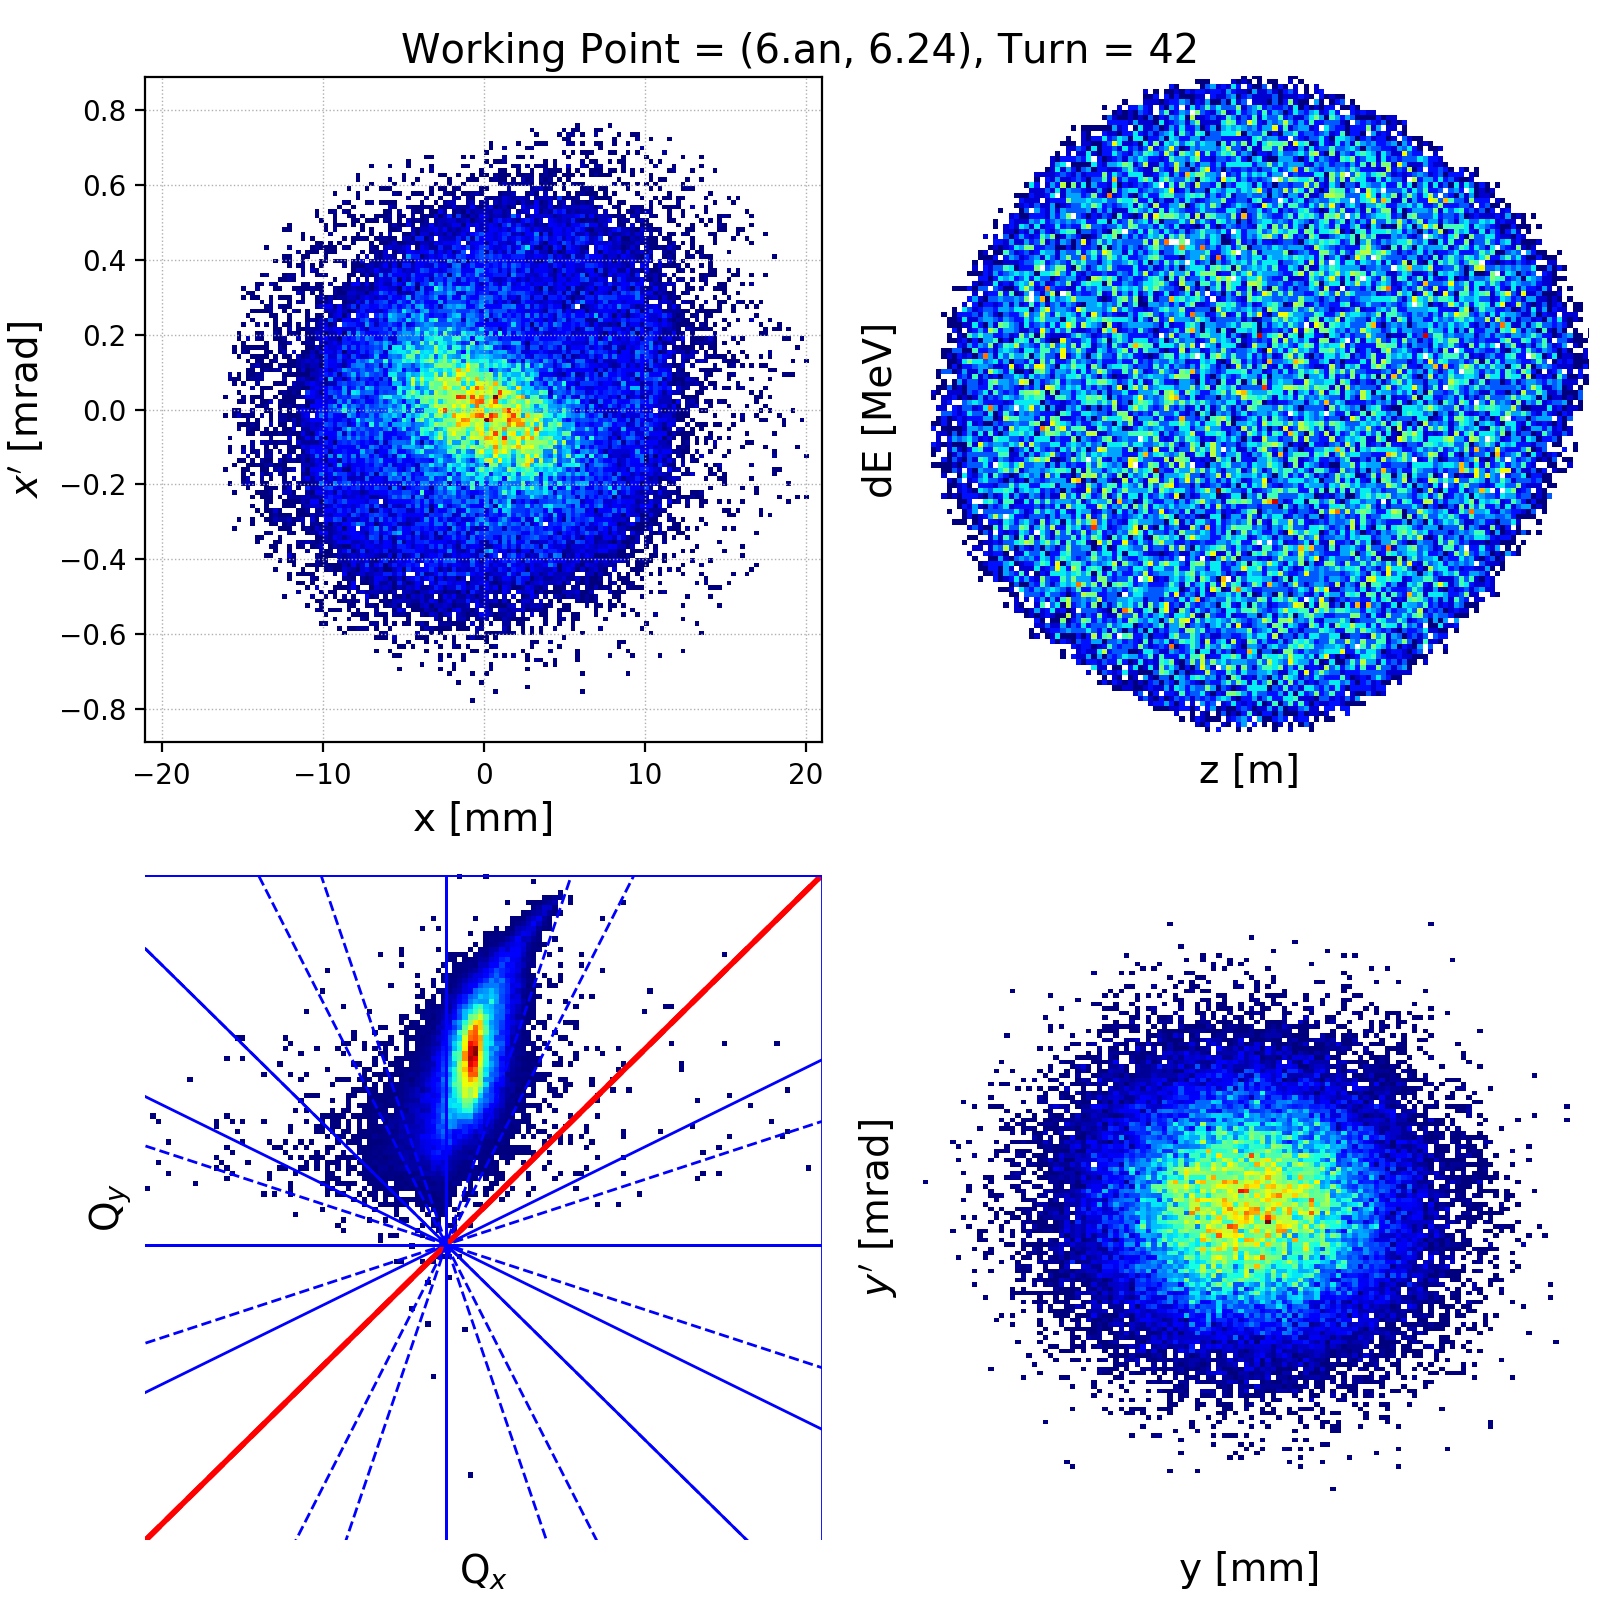 Working Point = (6.an, 6.24), Turn = 42
0.8
0.6
0.4
0.2
0.0
−0.2
−0.4
−0.6
−0.8
x′ [mrad]
−20 −10 0 10 20
x [mm]
dE [MeV]
z [m]
Qy
Qx
y′ [mrad]
y [mm]